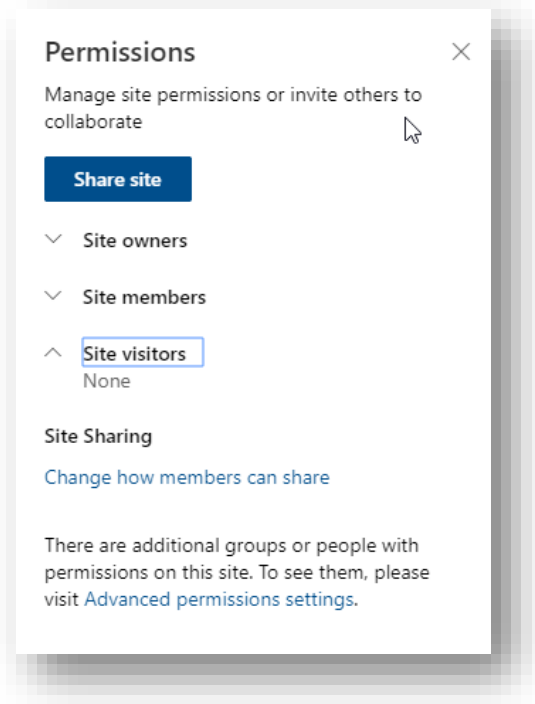 Permissions
Manage site permissions or invite others to
collaborate
Share site
Site owners
Site members
Site visitors
None
Site Sharing
Change how members can share
There are additional groups or people with
permissions on this site. To see them, please
visit Advanced permissions settings.